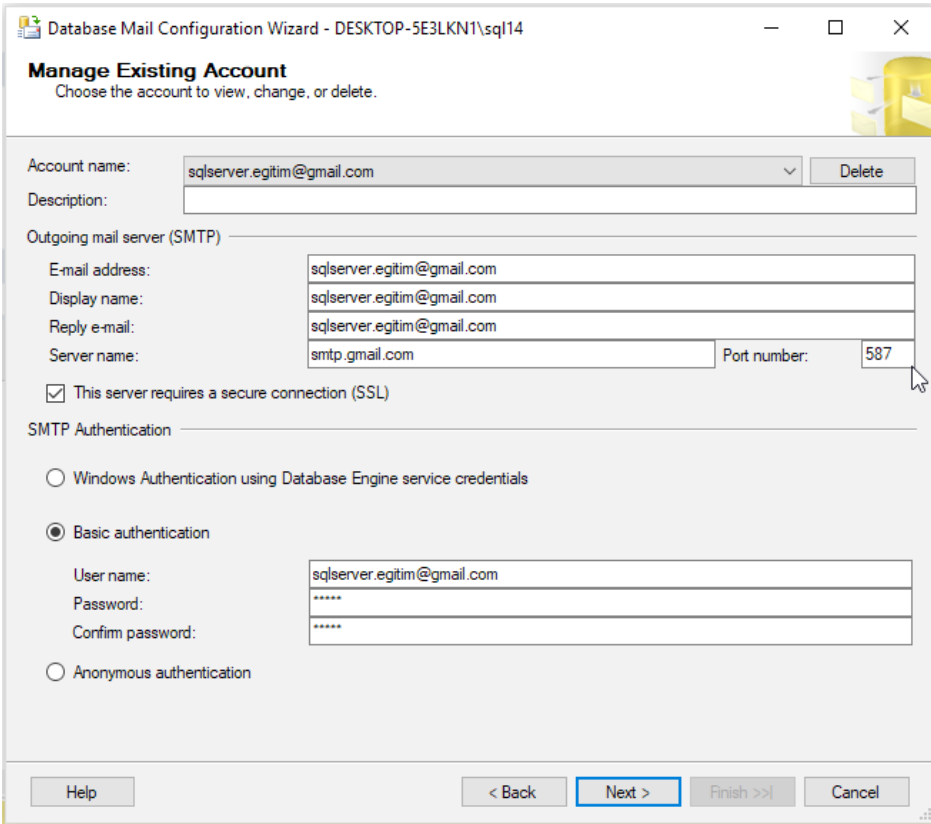 Database Mail Configuration Wizard - DESKTOP-5E3LKN1\sql14
Manage Existing Account
Choose the account to view, change, or delete.
Account name: sqlserver.egitim@gmail.com Delete
Description:
Outgoing mail server (SMTP)
E-mail address: sqlserver.egitim@gmail.com
Display name: sqlserver.egitim@gmail.com
Reply e-mail: sqlserver.egitim@gmail.com
Server name: smtp.gmail.com Port number: 587
This server requires a secure connection (SSL)
SMTP Authentication
Windows Authentication using Database Engine service credentials
Basic authentication
User name: sqlserver.egitim@gmail.com
Password: *****
Confirm password: *****
Anonymous authentication
Help < Back Next > Finish >>| Cancel